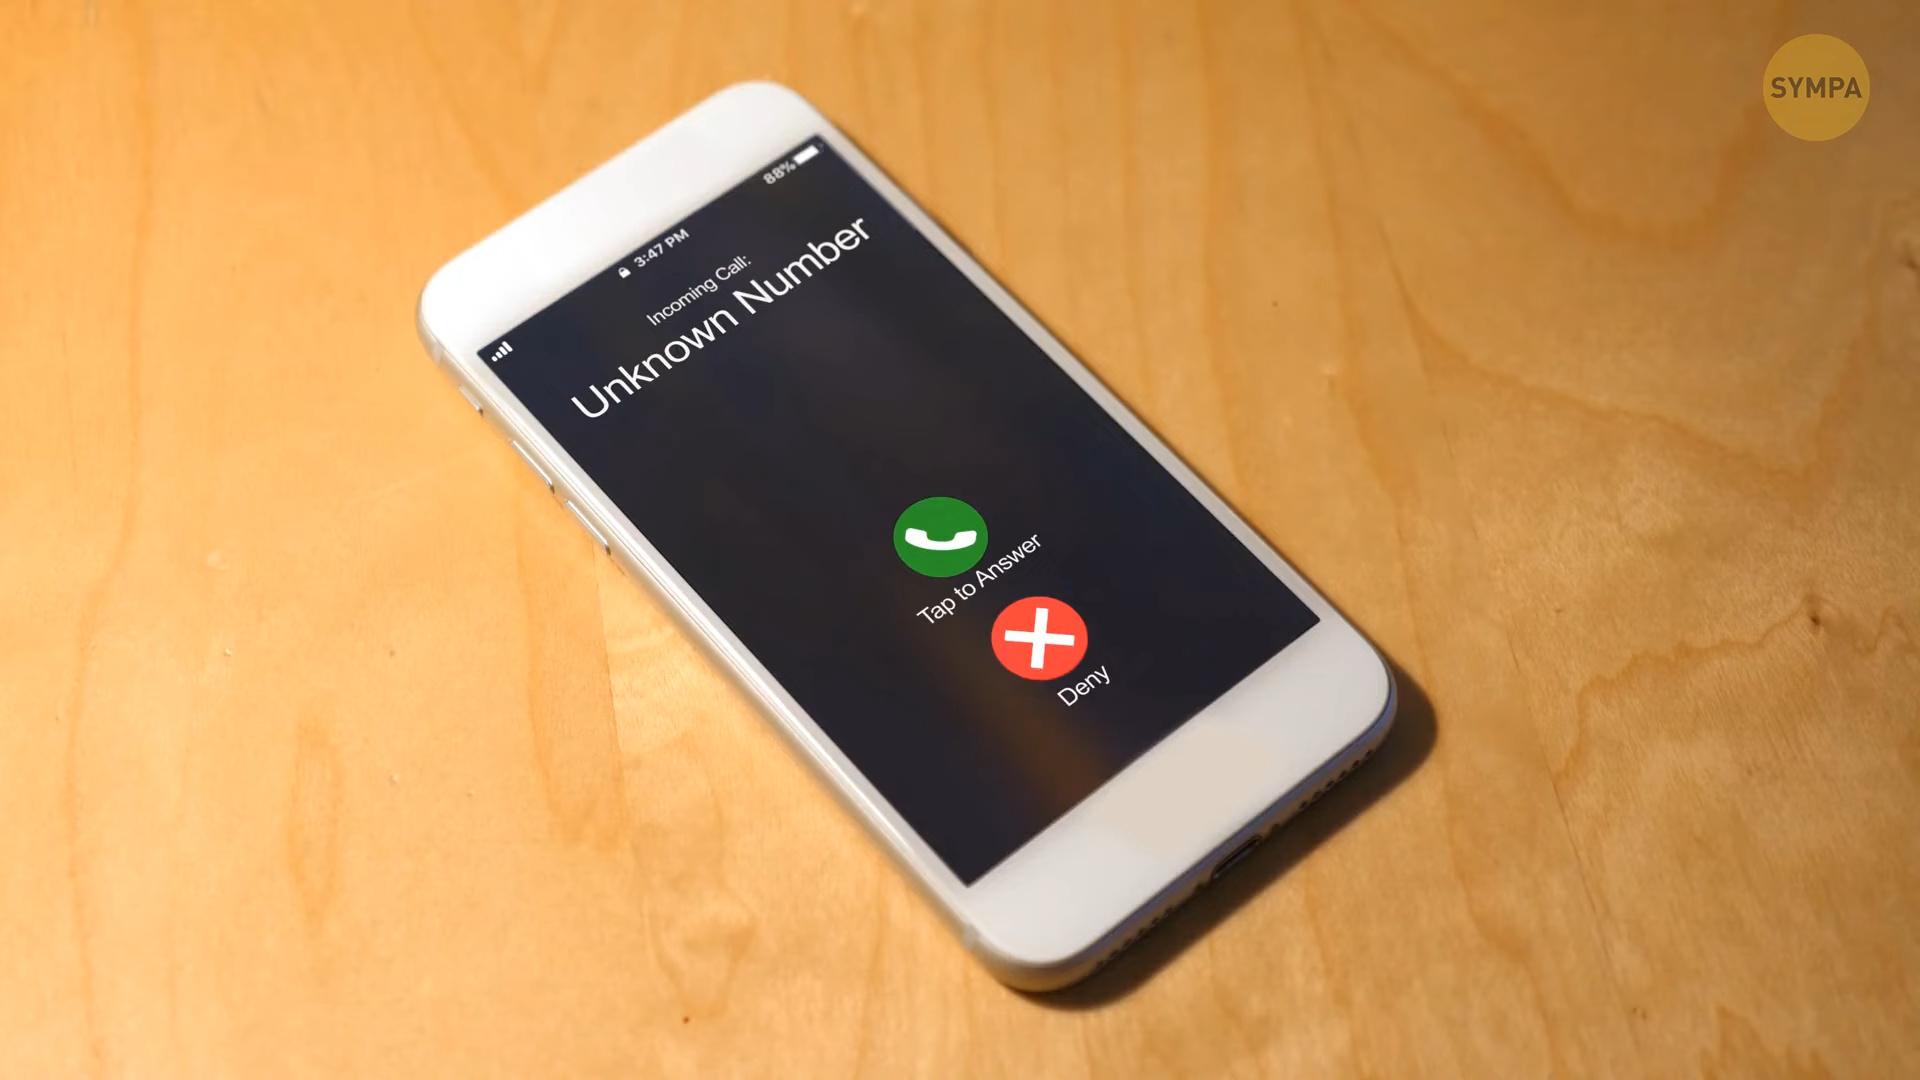 SYMPA
88%
3:47 PM
Incoming Call:
Unknown Number
Tap to Answer
Deny